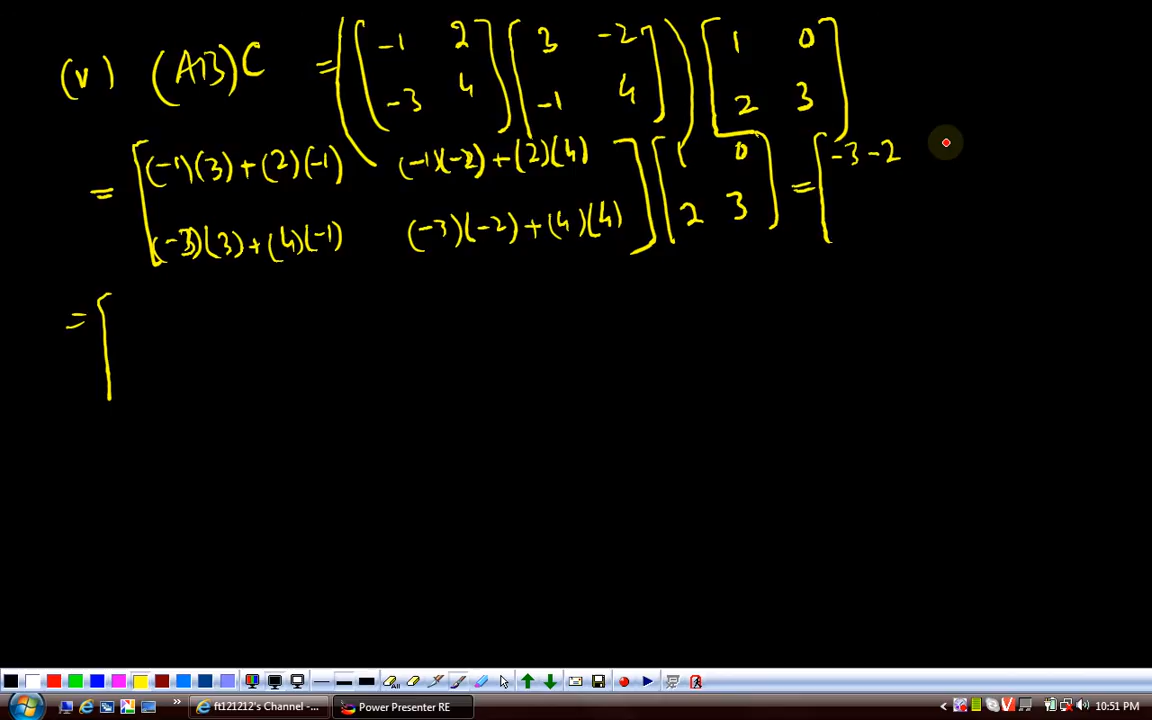 (v) (AB)C = ([-1 2 [3 -2 ) [1 0
-3 4] -1 4] 2 3]
= [(-1)(3) + (2)(-1) (-1)(-2) + (2)(4) [1 0 = [-3 -2
(-3)(3) + (4)(-1) (-3)(-2) + (4)(4)] 2 3]
= [
ft121212's Channel -... Power Presenter RE 10:51 PM